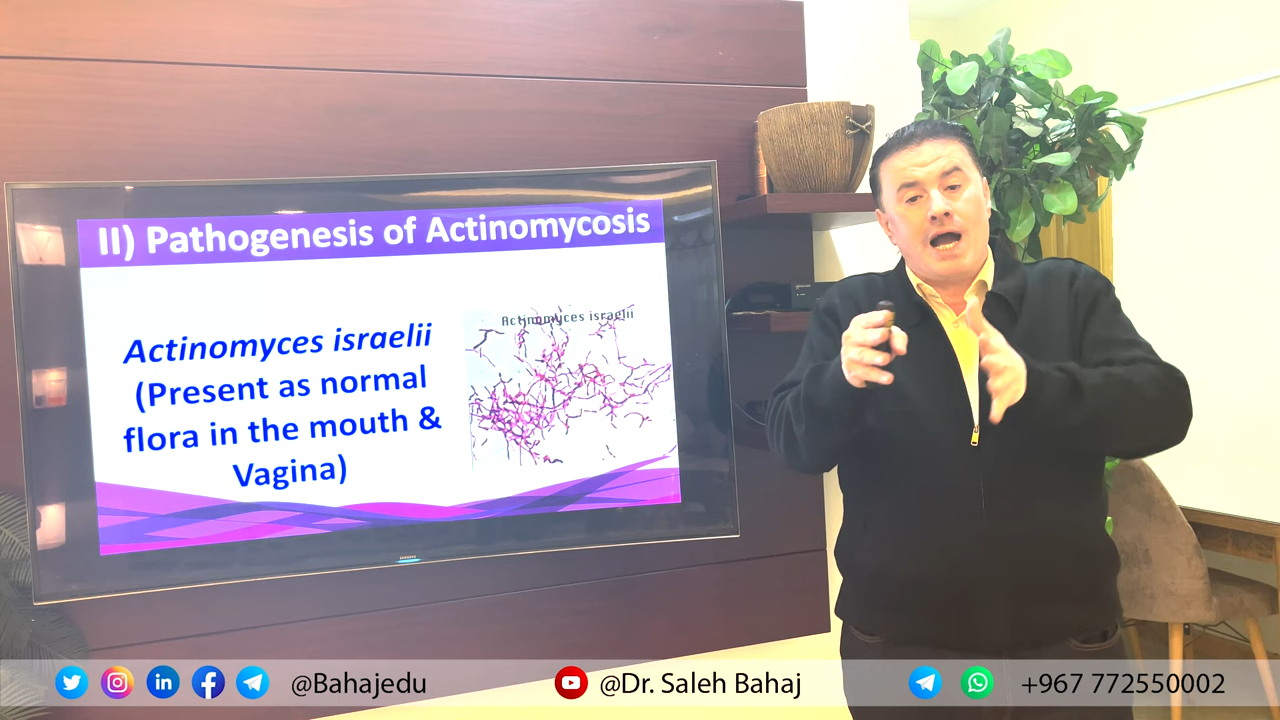 II) Pathogenesis of Actinomycosis
Actinomyces israelii
(Present as normal
flora in the mouth &
Vagina)
Actinomyces israelii
SAMSUNG
@Bahajedu
@Dr. Saleh Bahaj
+967 772550002